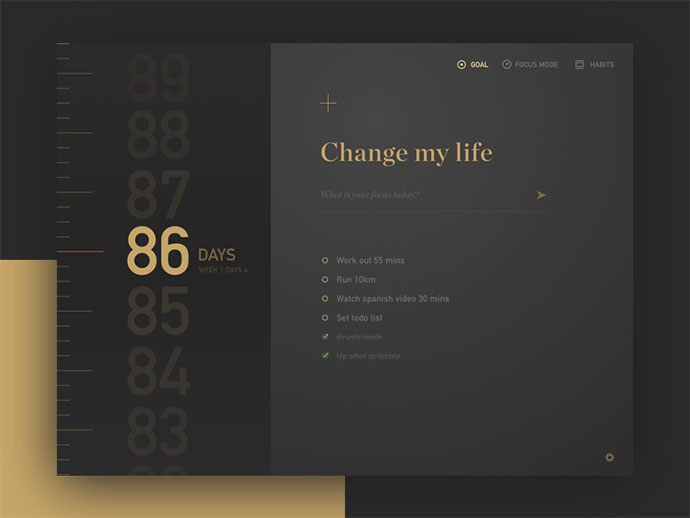 89
88
87
86 DAYS
WEEK 1 DAYS 4
85
84
83
GOAL FOCUS MODE HABITS
Change my life
What is your focus today?
Work out 55 mins
Run 10km
Watch spanish video 30 mins
Set todo list
Brush teeth
Up shot dribbble